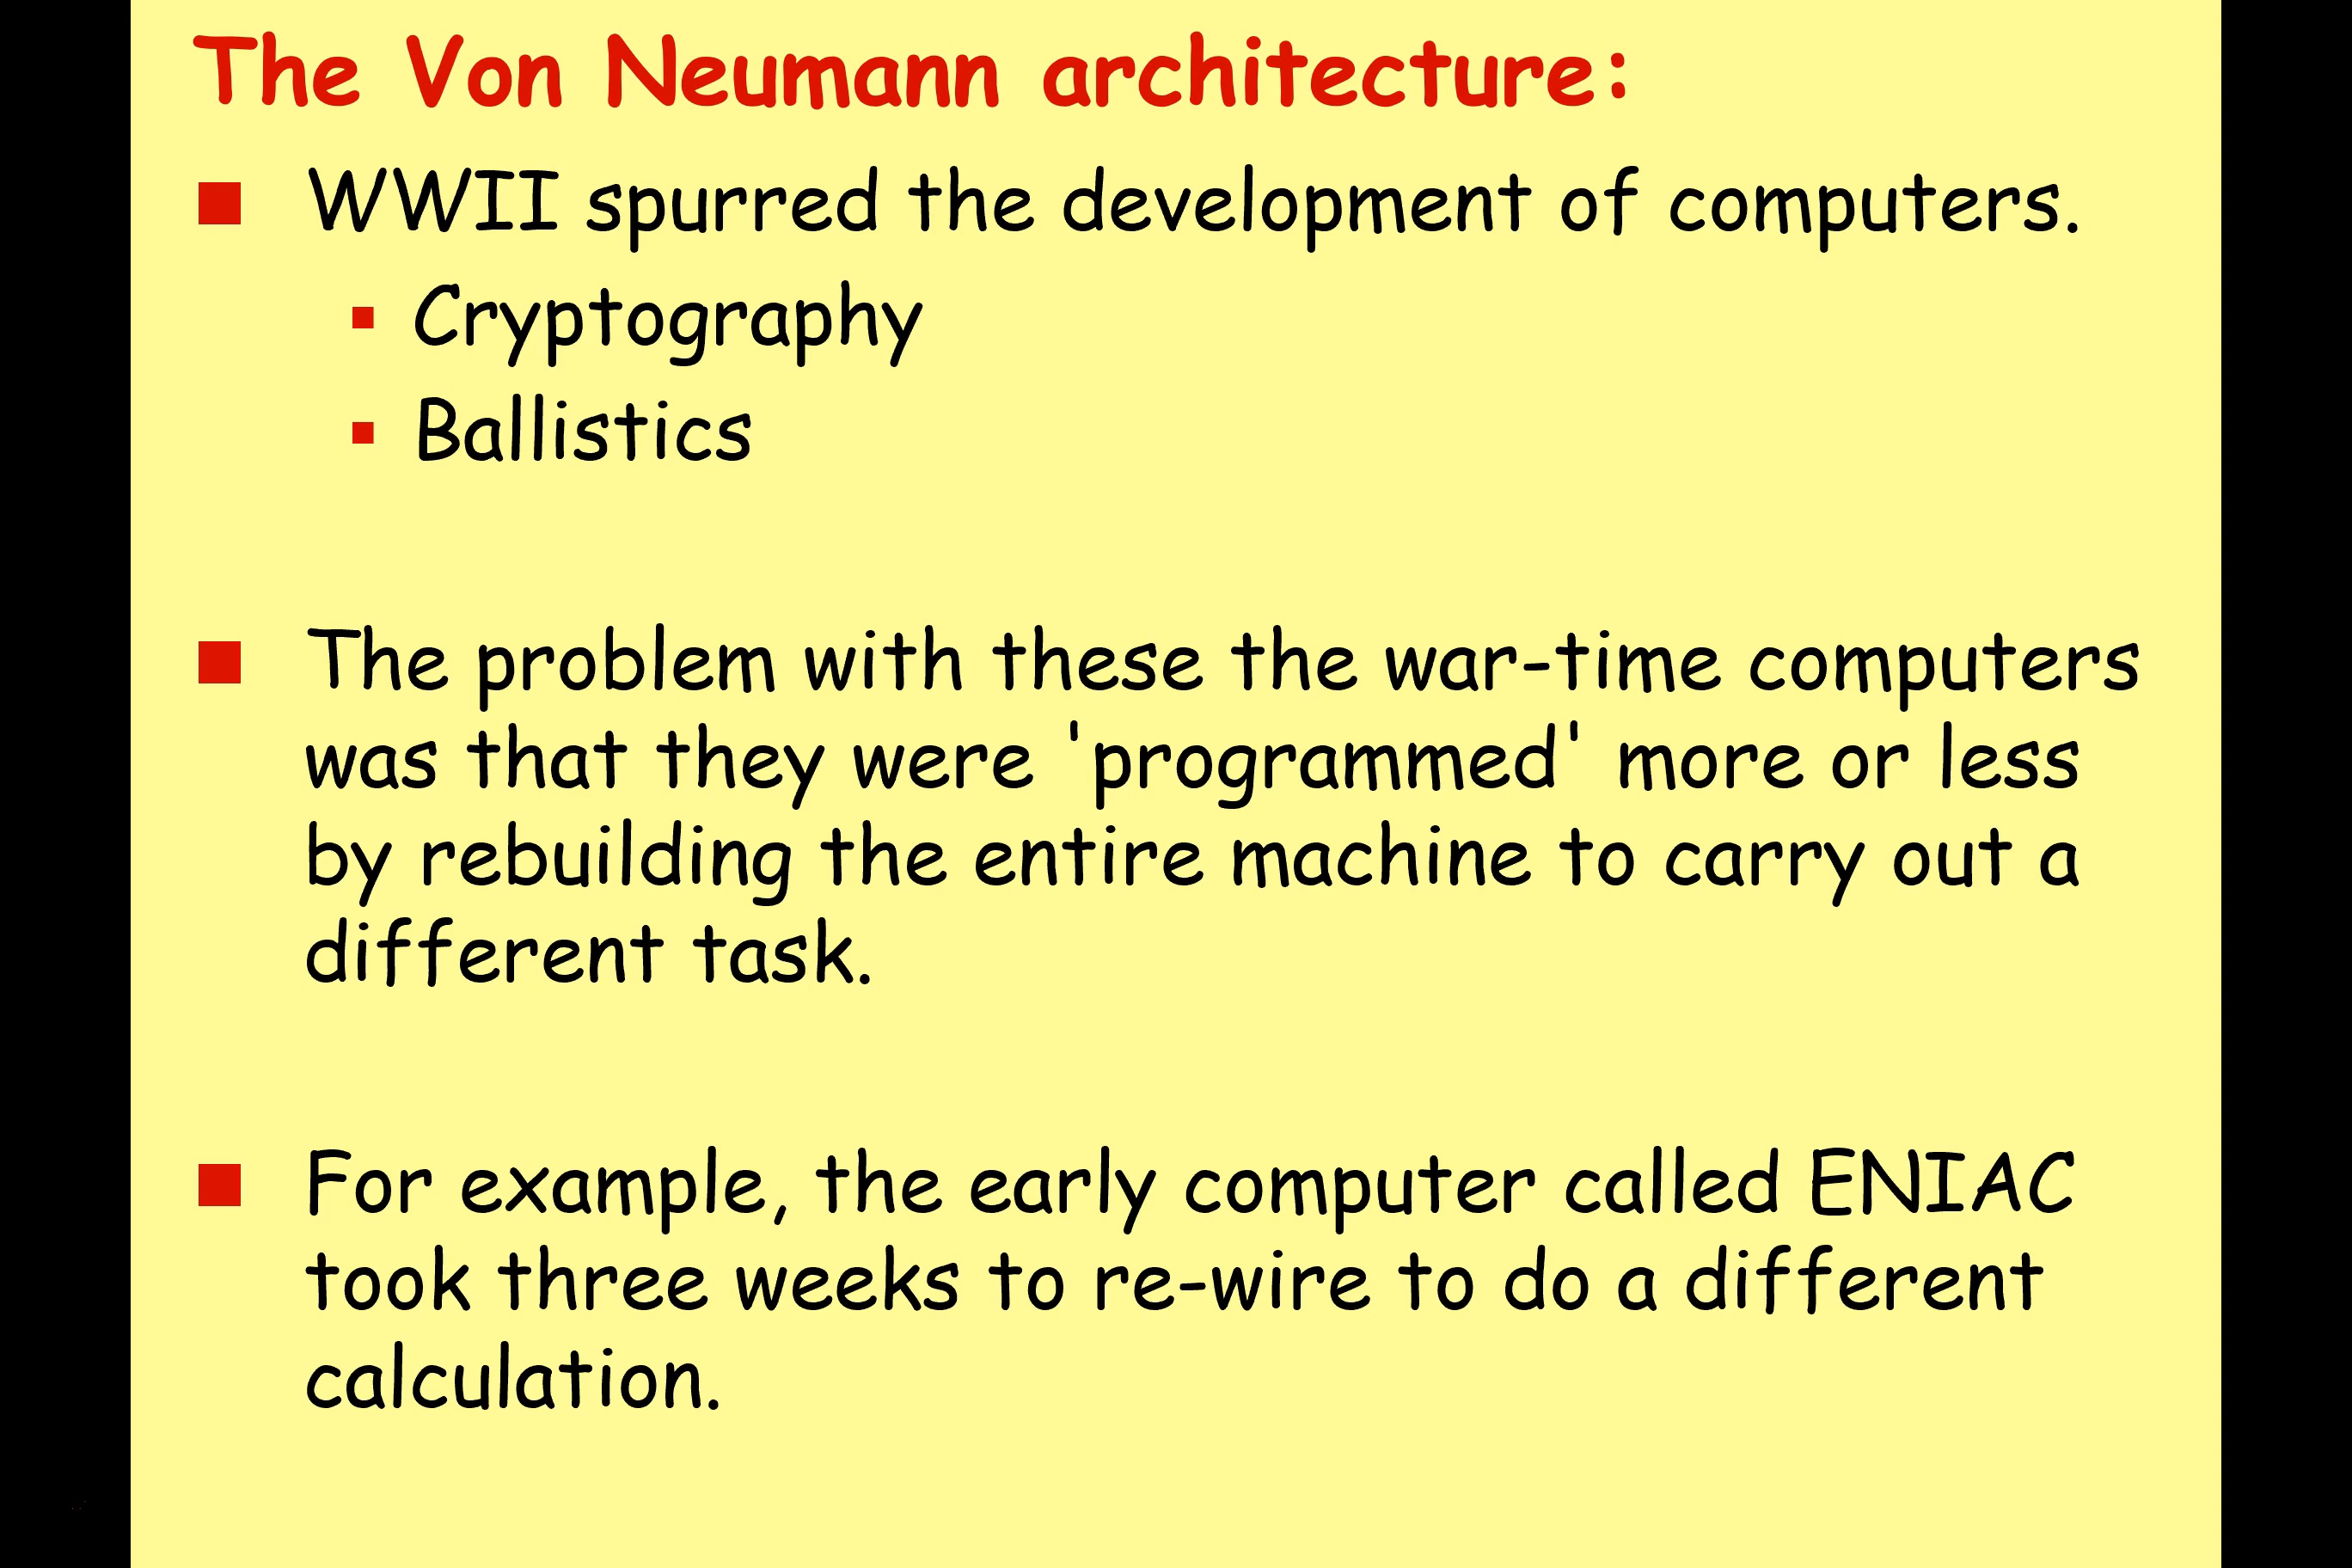 The Von Neumann architecture:
WWII spurred the development of computers.
Cryptography
Ballistics
The problem with these the war-time computers
was that they were 'programmed' more or less
by rebuilding the entire machine to carry out a
different task.
For example, the early computer called ENIAC
took three weeks to re-wire to do a different
calculation.